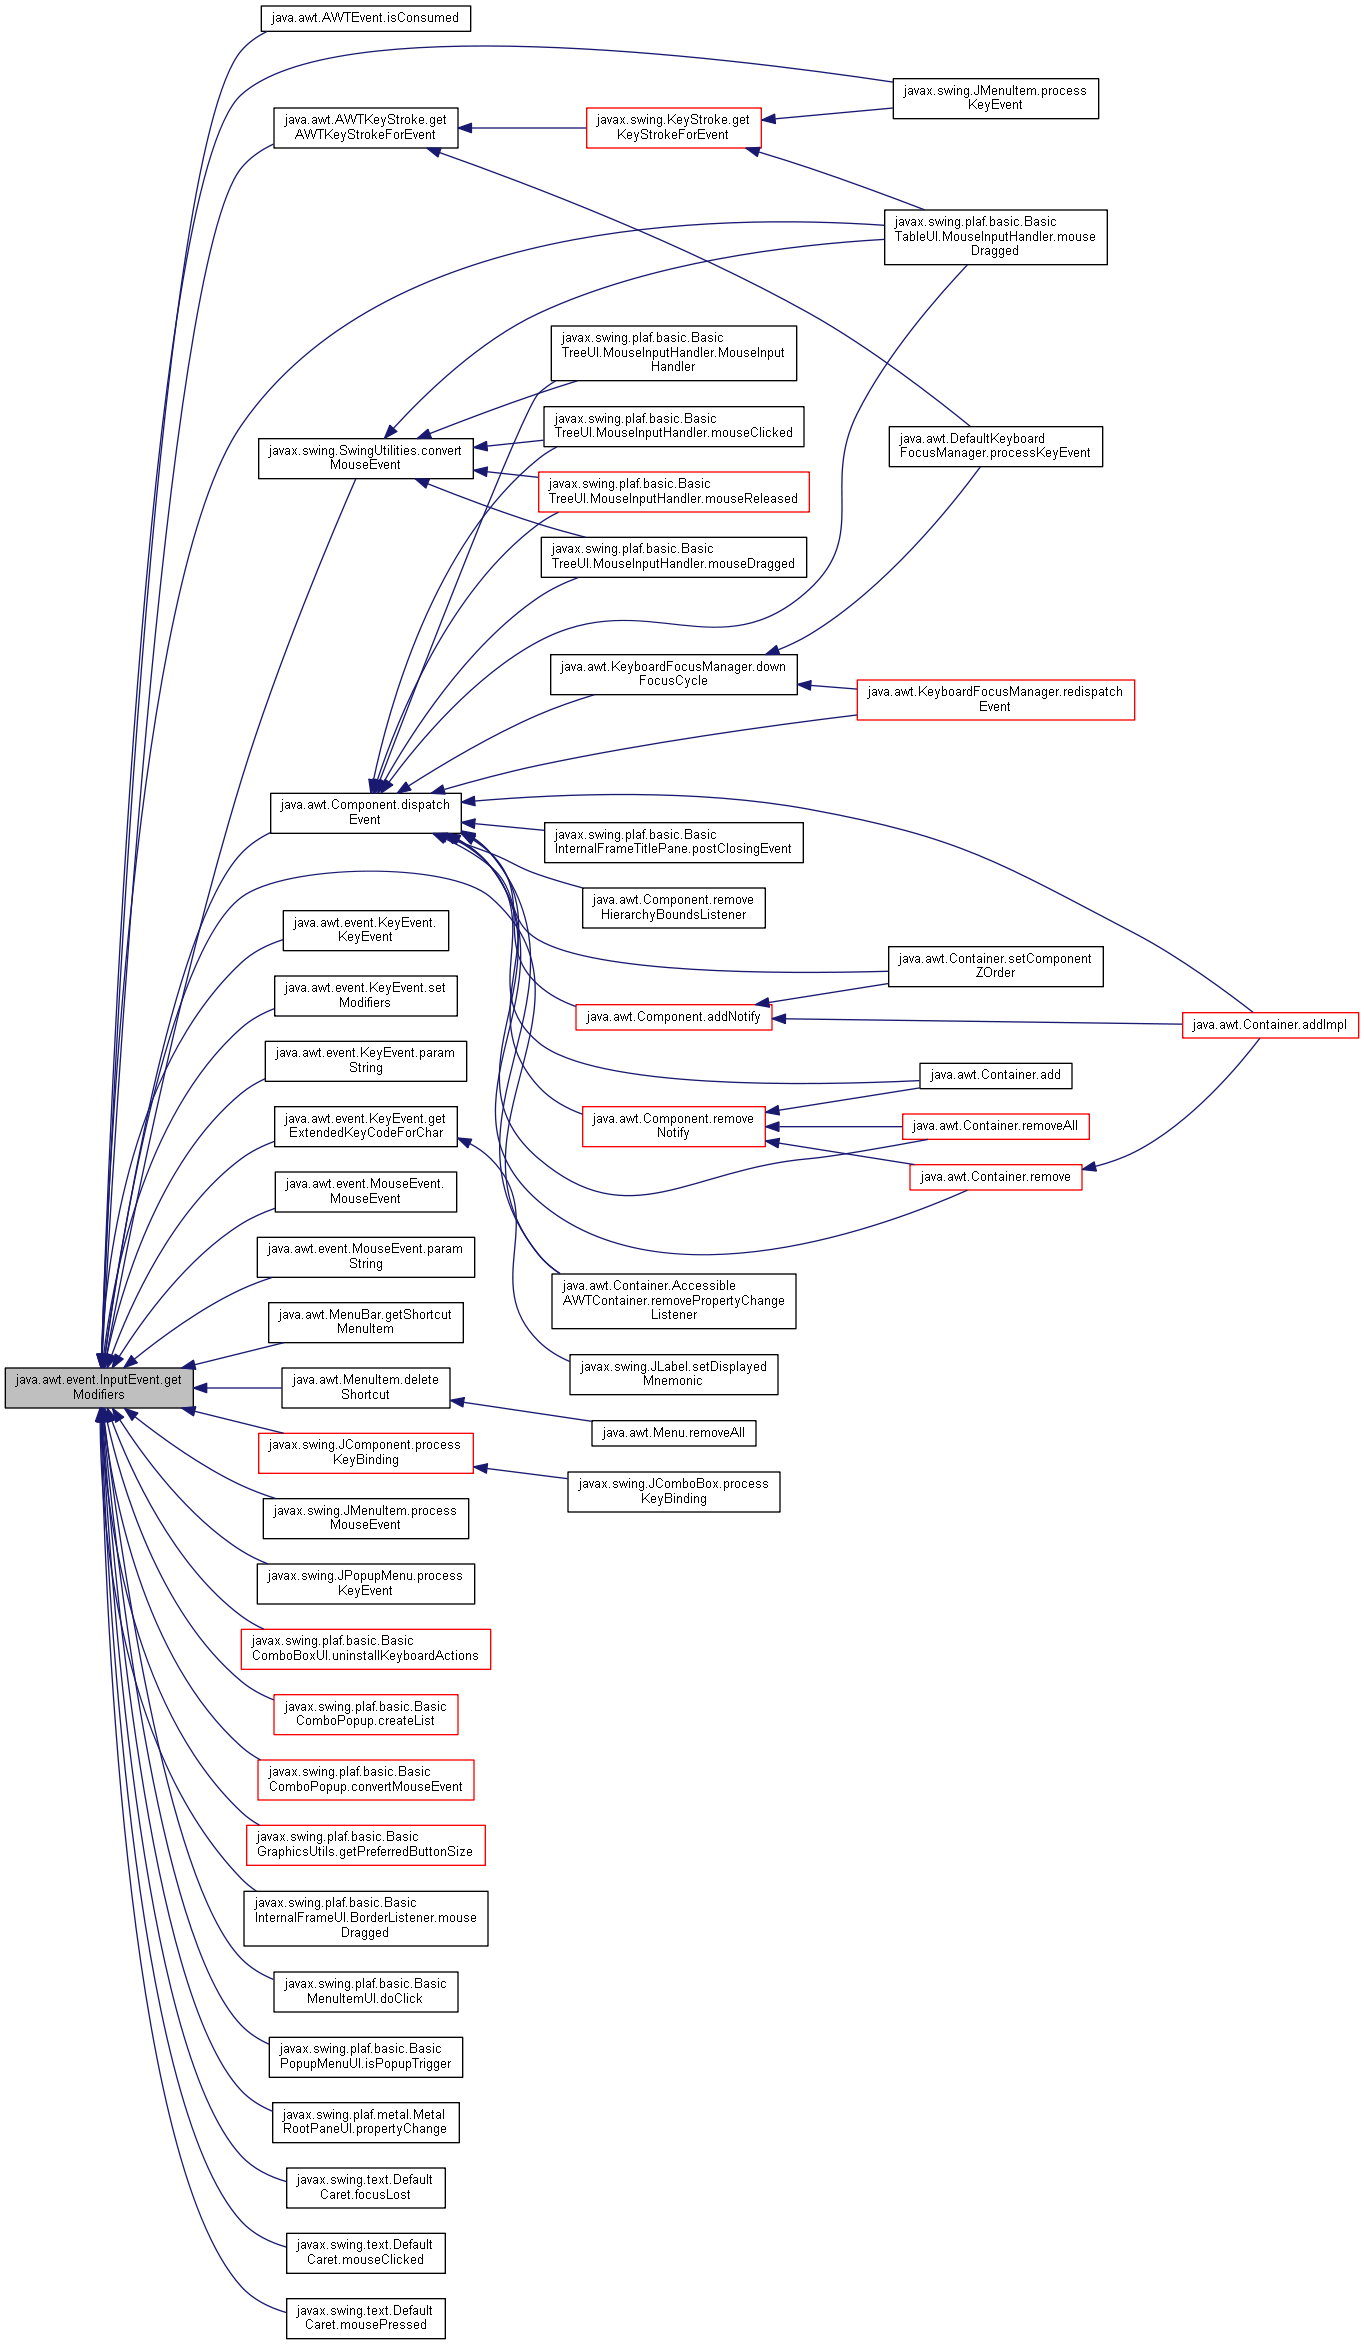 java.awt.AWTEvent.isConsumed
javax.swing.JMenuItem.process
KeyEvent
java.awt.AWTKeyStroke.get
AWTKeyStrokeForEvent
javax.swing.KeyStroke.get
KeyStrokeForEvent
javax.swing.plaf.basic.Basic
TableUI.MouseInputHandler.mouse
Dragged
javax.swing.plaf.basic.Basic
TreeUI.MouseInputHandler.MouseInput
Handler
javax.swing.plaf.basic.Basic
TreeUI.MouseInputHandler.mouseClicked
java.awt.DefaultKeyboard
FocusManager.processKeyEvent
javax.swing.SwingUtilities.convert
MouseEvent
javax.swing.plaf.basic.Basic
TreeUI.MouseInputHandler.mouseReleased
javax.swing.plaf.basic.Basic
TreeUI.MouseInputHandler.mouseDragged
java.awt.KeyboardFocusManager.down
FocusCycle
java.awt.KeyboardFocusManager.redispatch
Event
java.awt.Component.dispatch
Event
javax.swing.plaf.basic.Basic
InternalFrameTitlePane.postClosingEvent
java.awt.Component.remove
HierarchyBoundsListener
java.awt.event.KeyEvent.
KeyEvent
java.awt.Container.setComponent
ZOrder
java.awt.event.KeyEvent.set
Modifiers
java.awt.Component.addNotify
java.awt.Container.addImpl
java.awt.event.KeyEvent.param
String
java.awt.Container.add
java.awt.event.KeyEvent.get
ExtendedKeyCodeForChar
java.awt.Component.remove
Notify
java.awt.Container.removeAll
java.awt.Container.remove
java.awt.event.MouseEvent.
MouseEvent
java.awt.event.MouseEvent.param
String
java.awt.Container.Accessible
AWTContainer.removePropertyChange
Listener
java.awt.MenuBar.getShortcut
MenuItem
javax.swing.JLabel.setDisplayed
Mnemonic
java.awt.event.InputEvent.get
Modifiers
java.awt.MenuItem.delete
Shortcut
java.awt.Menu.removeAll
javax.swing.JComponent.process
KeyBinding
javax.swing.JComboBox.process
KeyBinding
javax.swing.JMenuItem.process
MouseEvent
javax.swing.JPopupMenu.process
KeyEvent
javax.swing.plaf.basic.Basic
ComboBoxUI.uninstallKeyboardActions
javax.swing.plaf.basic.Basic
ComboPopup.createList
javax.swing.plaf.basic.Basic
ComboPopup.convertMouseEvent
javax.swing.plaf.basic.Basic
GraphicsUtils.getPreferredButtonSize
javax.swing.plaf.basic.Basic
InternalFrameUI.BorderListener.mouse
Dragged
javax.swing.plaf.basic.Basic
MenuItemUI.doClick
javax.swing.plaf.basic.Basic
PopupMenuUI.isPopupTrigger
javax.swing.plaf.metal.Metal
RootPaneUI.propertyChange
javax.swing.text.Default
Caret.focusLost
javax.swing.text.Default
Caret.mouseClicked
javax.swing.text.Default
Caret.mousePressed